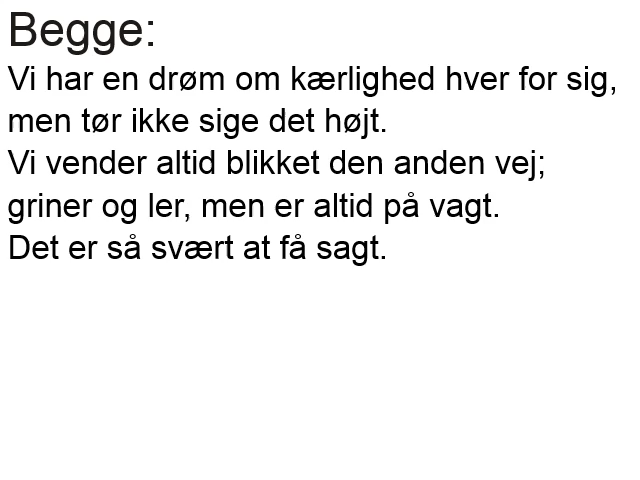 Begge:
Vi har en drøm om kærlighed hver for sig,
men tør ikke sige det højt.
Vi vender altid blikket den anden vej;
griner og ler, men er altid på vagt.
Det er så svært at få sagt.